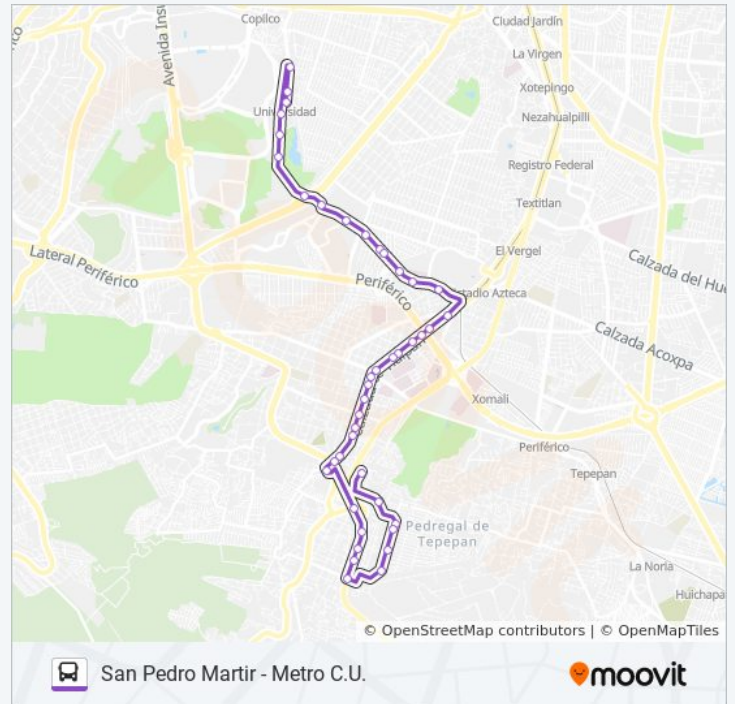 Copilco
Ciudad Jardín
La Virgen
Xotepingo
Nezahualpilli
Universidad
Registro Federal
Textitlan
El Vergel
Lateral Periférico
Periférico
Estadio Azteca
Calzada del Hu
Calzada Acoxpa
Xomali
Periférico
Tepepan
Pedregal de
Tepepan
La Noria
Huichapa
Avenida Insu
© OpenStreetMap contributors | © OpenMapTiles
San Pedro Martir - Metro C.U.
moovit